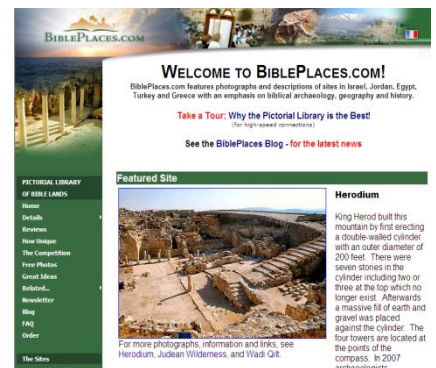 BIBLEPLACES.COM
WELCOME TO BIBLEPLACES.COM!
BiblePlaces.com features photographs and descriptions of sites in Israel, Jordan, Egypt,
Turkey and Greece with an emphasis on biblical archaeology, geography and history.
Take a Tour: Why the Pictorial Library is the Best!
(for high-speed connections)
See the BiblePlaces Blog - for the latest news
PICTORIAL LIBRARY
OF BIBLE LANDS
Home
Details
Reviews
How Unique
The Competition
Free Photos
Great Ideas
Related...
Newsletter
Blog
FAQ
Order
The Sites
Featured Site
For more photographs, information and links, see
Herodium, Judean Wilderness, and Wadi Qilt.
Herodium
King Herod built this
mountain by first erecting
a double-walled cylinder
with an outer diameter of
200 feet. There were
seven stories in the
cylinder including two or
three at the top which no
longer exist. Afterwards
a massive fill of earth and
gravel was placed
against the cylinder. The
four towers are located at
the points of the
compass. In 2007
archaeologists